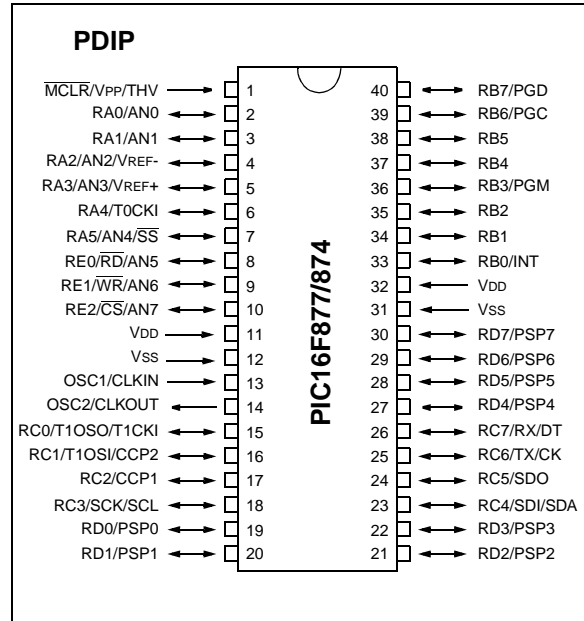 PDIP
MCLR/VPP/THV 1 40 RB7/PGD
RA0/AN0 2 39 RB6/PGC
RA1/AN1 3 38 RB5
RA2/AN2/VREF- 4 37 RB4
RA3/AN3/VREF+ 5 36 RB3/PGM
RA4/T0CKI 6 35 RB2
RA5/AN4/SS 7 34 RB1
RE0/RD/AN5 8 33 RB0/INT
RE1/WR/AN6 9 32 VDD
RE2/CS/AN7 10 31 VSS
VDD 11 30 RD7/PSP7
VSS 12 29 RD6/PSP6
OSC1/CLKIN 13 28 RD5/PSP5
OSC2/CLKOUT 14 27 RD4/PSP4
RC0/T1OSO/T1CKI 15 26 RC7/RX/DT
RC1/T1OSI/CCP2 16 25 RC6/TX/CK
RC2/CCP1 17 24 RC5/SDO
RC3/SCK/SCL 18 23 RC4/SDI/SDA
RD0/PSP0 19 22 RD3/PSP3
RD1/PSP1 20 21 RD2/PSP2
PIC16F877/874